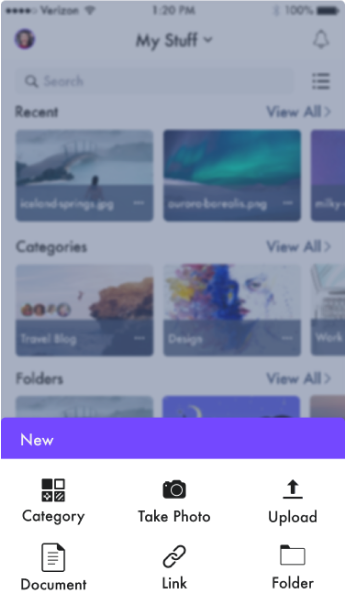 Verizon 1:20 PM 100%
My Stuff
Search
Recent View All >
iceland-springs.jpg aurora-borealis.png milky-
Categories View All >
Travel Blog Design Work
Folders View All >
New
Category Take Photo Upload
Document Link Folder